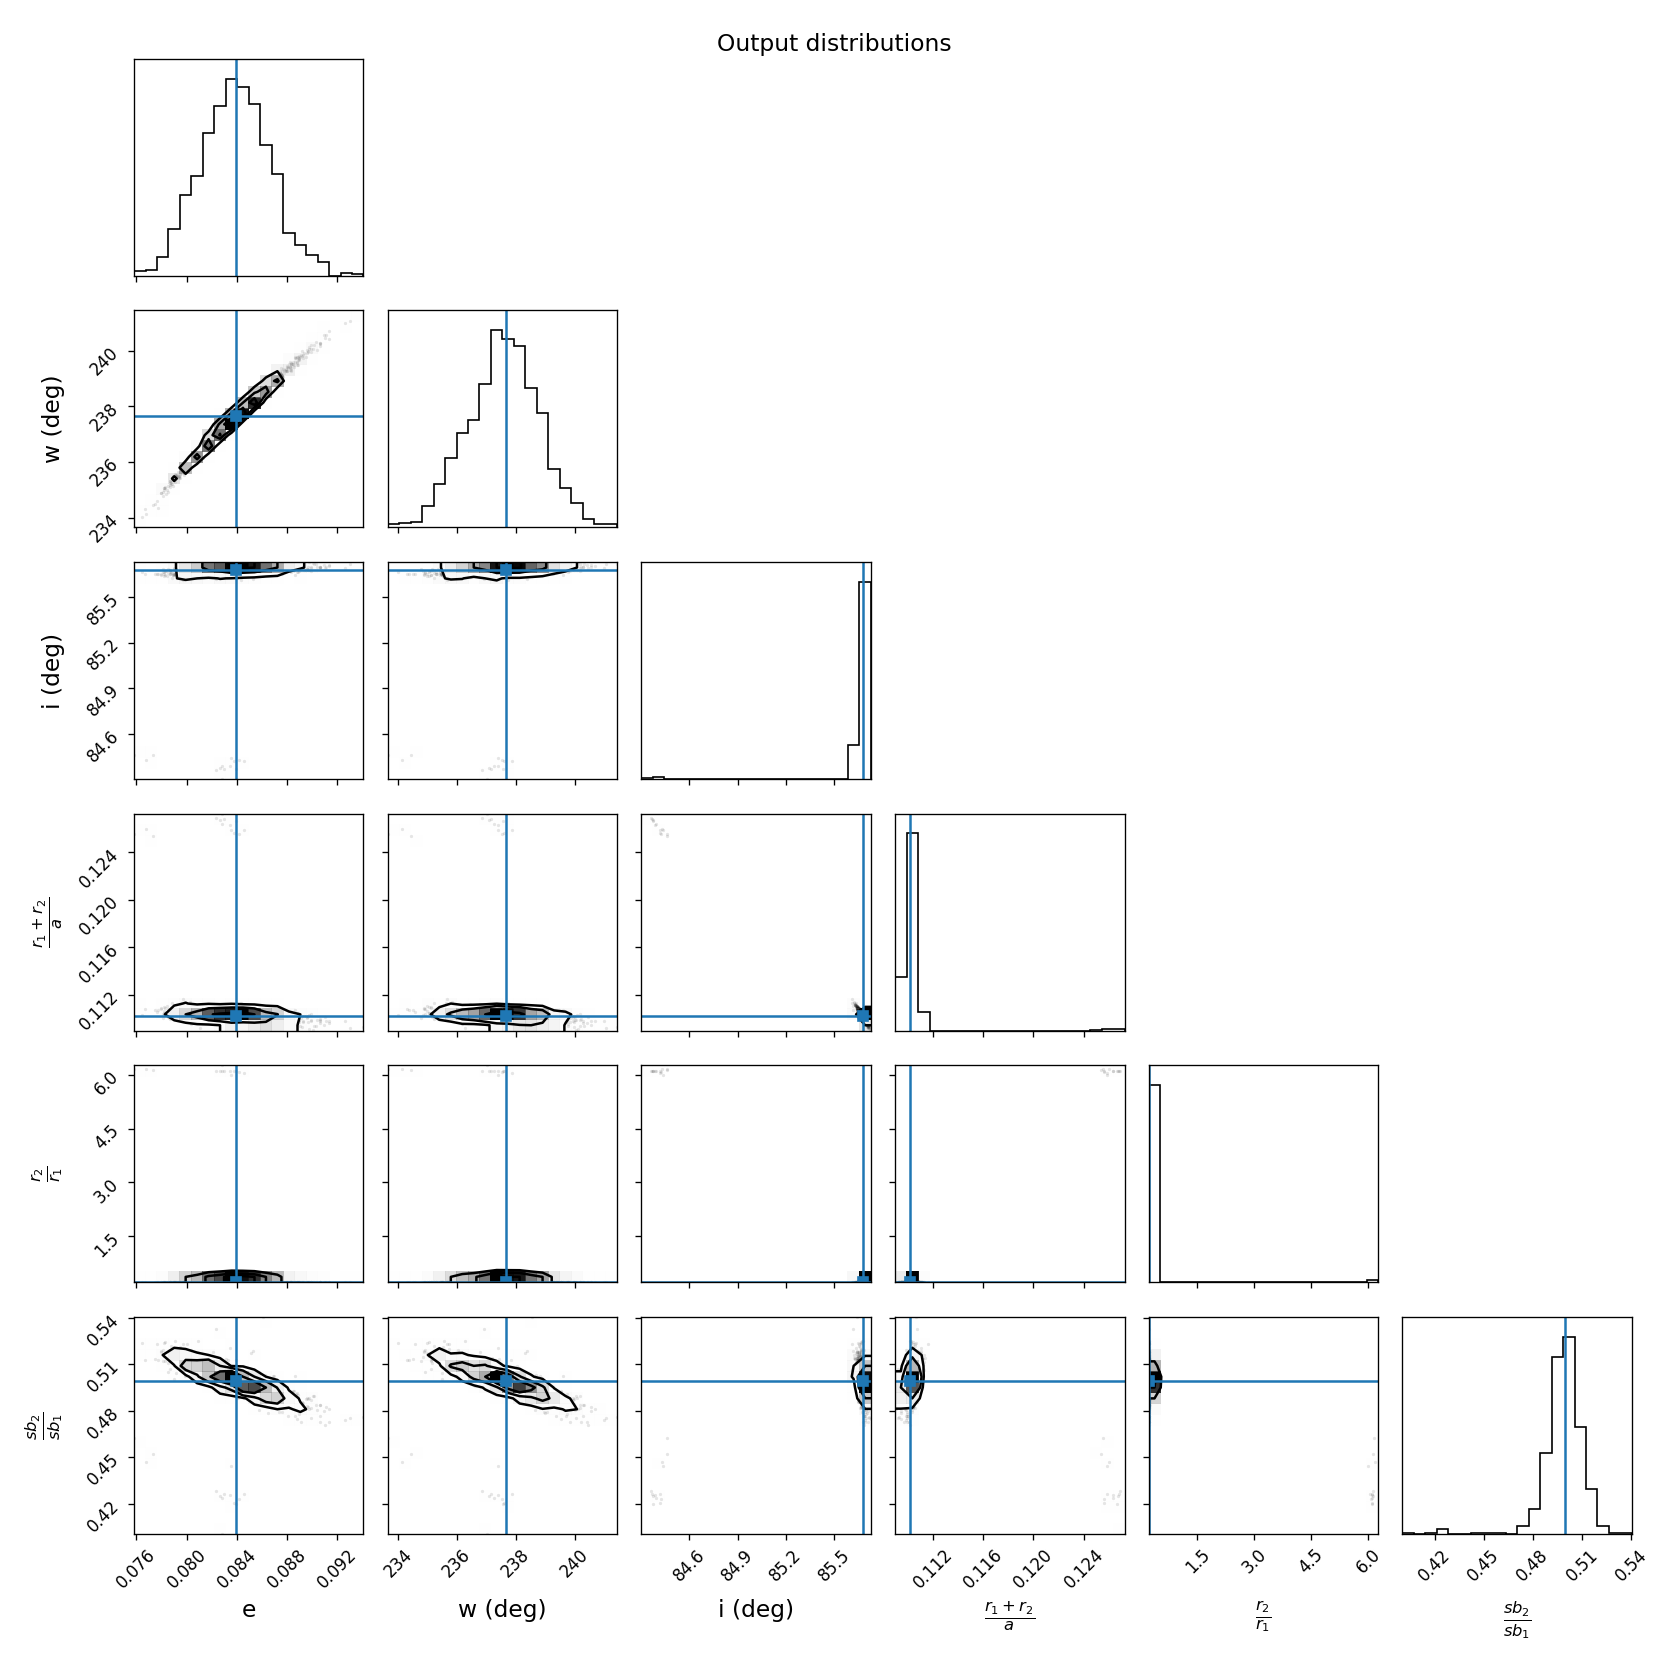 Output distributions
w (deg)
240
238
236
234
i (deg)
85.5
85.2
84.9
84.6
r₁ + r₂
a
0.124
0.120
0.116
0.112
r₂
r₁
6.0
4.5
3.0
1.5
sb₂
sb₁
0.54
0.51
0.48
0.45
0.42
0.076 0.080 0.084 0.088 0.092 234 236 238 240 84.6 84.9 85.2 85.5 0.112 0.116 0.120 0.124 1.5 3.0 4.5 6.0 0.42 0.45 0.48 0.51 0.54
e w (deg) i (deg)
r₁ + r₂
a
r₂
r₁
sb₂
sb₁